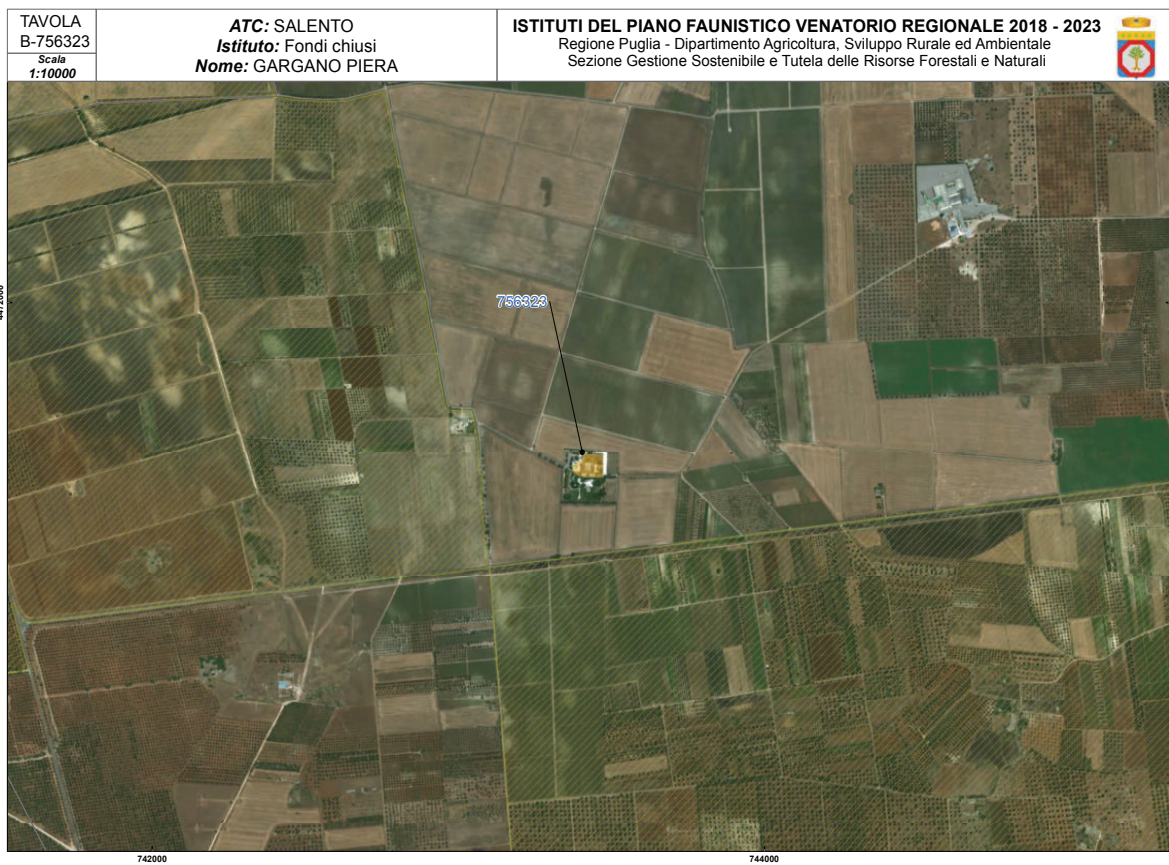 TAVOLA
B-756323
Scala
1:10000
ATC: SALENTO
Istituto: Fondi chiusi
Nome: GARGANO PIERA
ISTITUTI DEL PIANO FAUNISTICO VENATORIO REGIONALE 2018 - 2023
Regione Puglia - Dipartimento Agricoltura, Sviluppo Rurale ed Ambientale
Sezione Gestione Sostenibile e Tutela delle Risorse Forestali e Naturali
4472000
756323
742000
744000